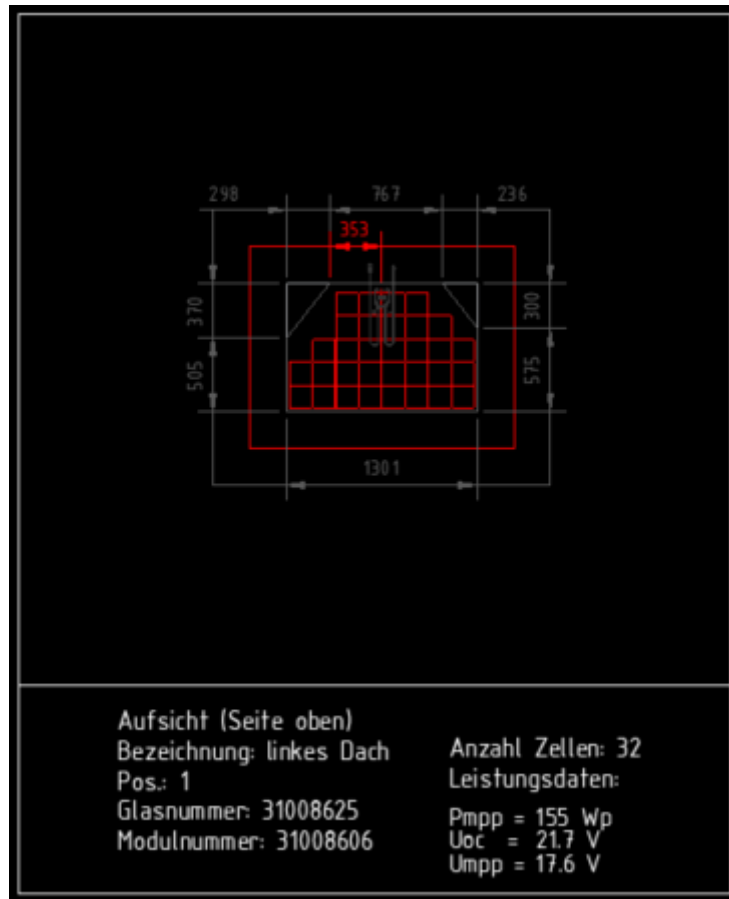 298 767 236
353
370 300
505 575
1301
Aufsicht (Seite oben)
Bezeichnung: linkes Dach
Pos.: 1
Glasnummer: 31008625
Modulnummer: 31008606
Anzahl Zellen: 32
Leistungsdaten:
Pmpp = 155 Wp
Uoc = 21.7 V
Umpp = 17.6 V